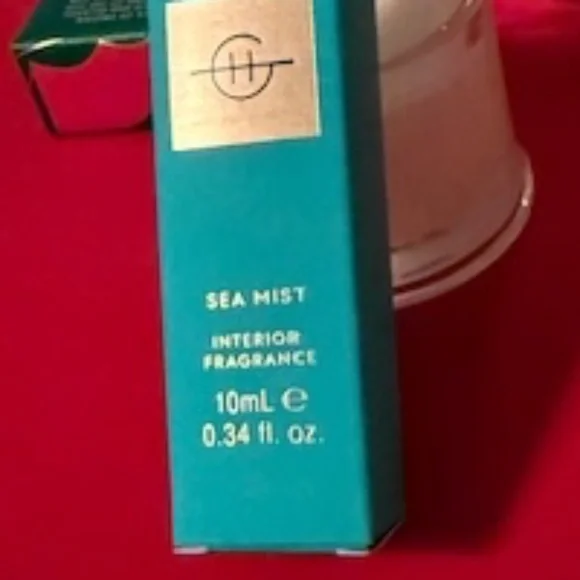 SEA MIST
INTERIOR
FRAGRANCE
10mL ℮
0.34 fl. oz.